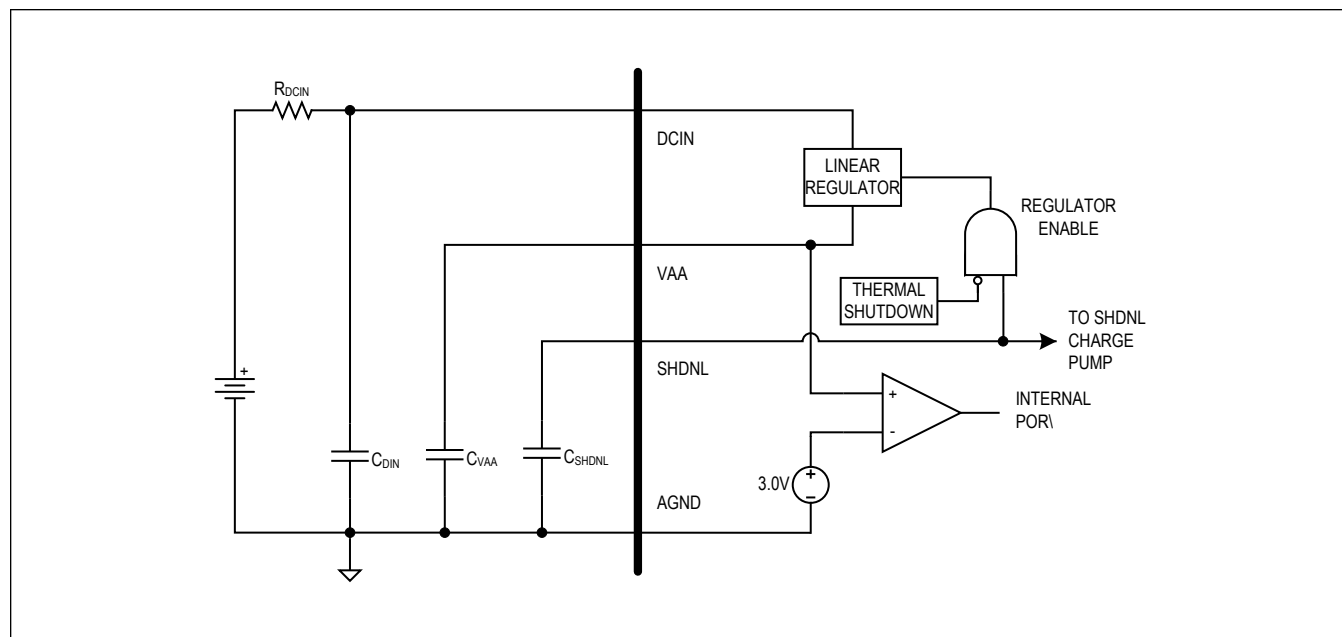 RDCIN
DCIN
LINEAR
REGULATOR
REGULATOR
ENABLE
VAA
THERMAL
SHUTDOWN
TO SHDNL
CHARGE
PUMP
SHDNL
+
+
-
INTERNAL
POR\
CDIN
CVAA
CSHDNL
3.0V
+
−
AGND